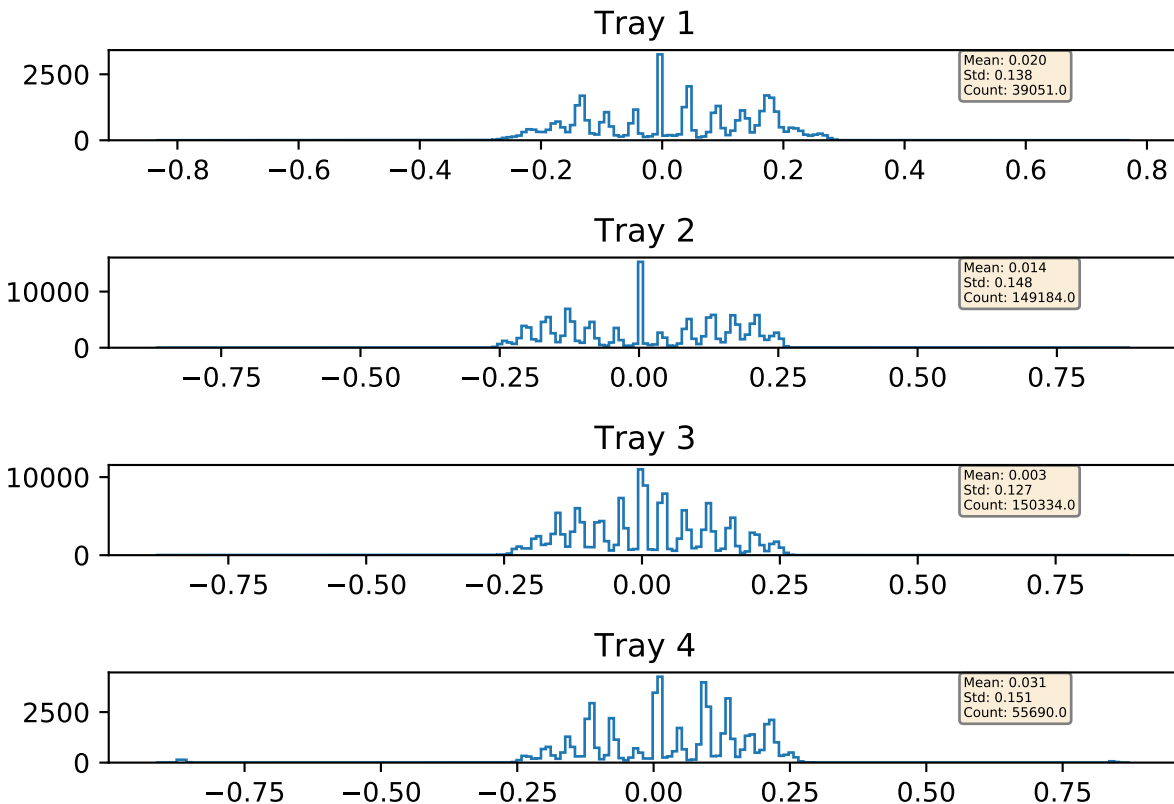 Tray 1
2500
0
Mean: 0.020
Std: 0.138
Count: 39051.0
−0.8 −0.6 −0.4 −0.2 0.0 0.2 0.4 0.6 0.8
Tray 2
10000
0
Mean: 0.014
Std: 0.148
Count: 149184.0
−0.75 −0.50 −0.25 0.00 0.25 0.50 0.75
Tray 3
10000
0
Mean: 0.003
Std: 0.127
Count: 150334.0
−0.75 −0.50 −0.25 0.00 0.25 0.50 0.75
Tray 4
2500
0
Mean: 0.031
Std: 0.151
Count: 55690.0
−0.75 −0.50 −0.25 0.00 0.25 0.50 0.75